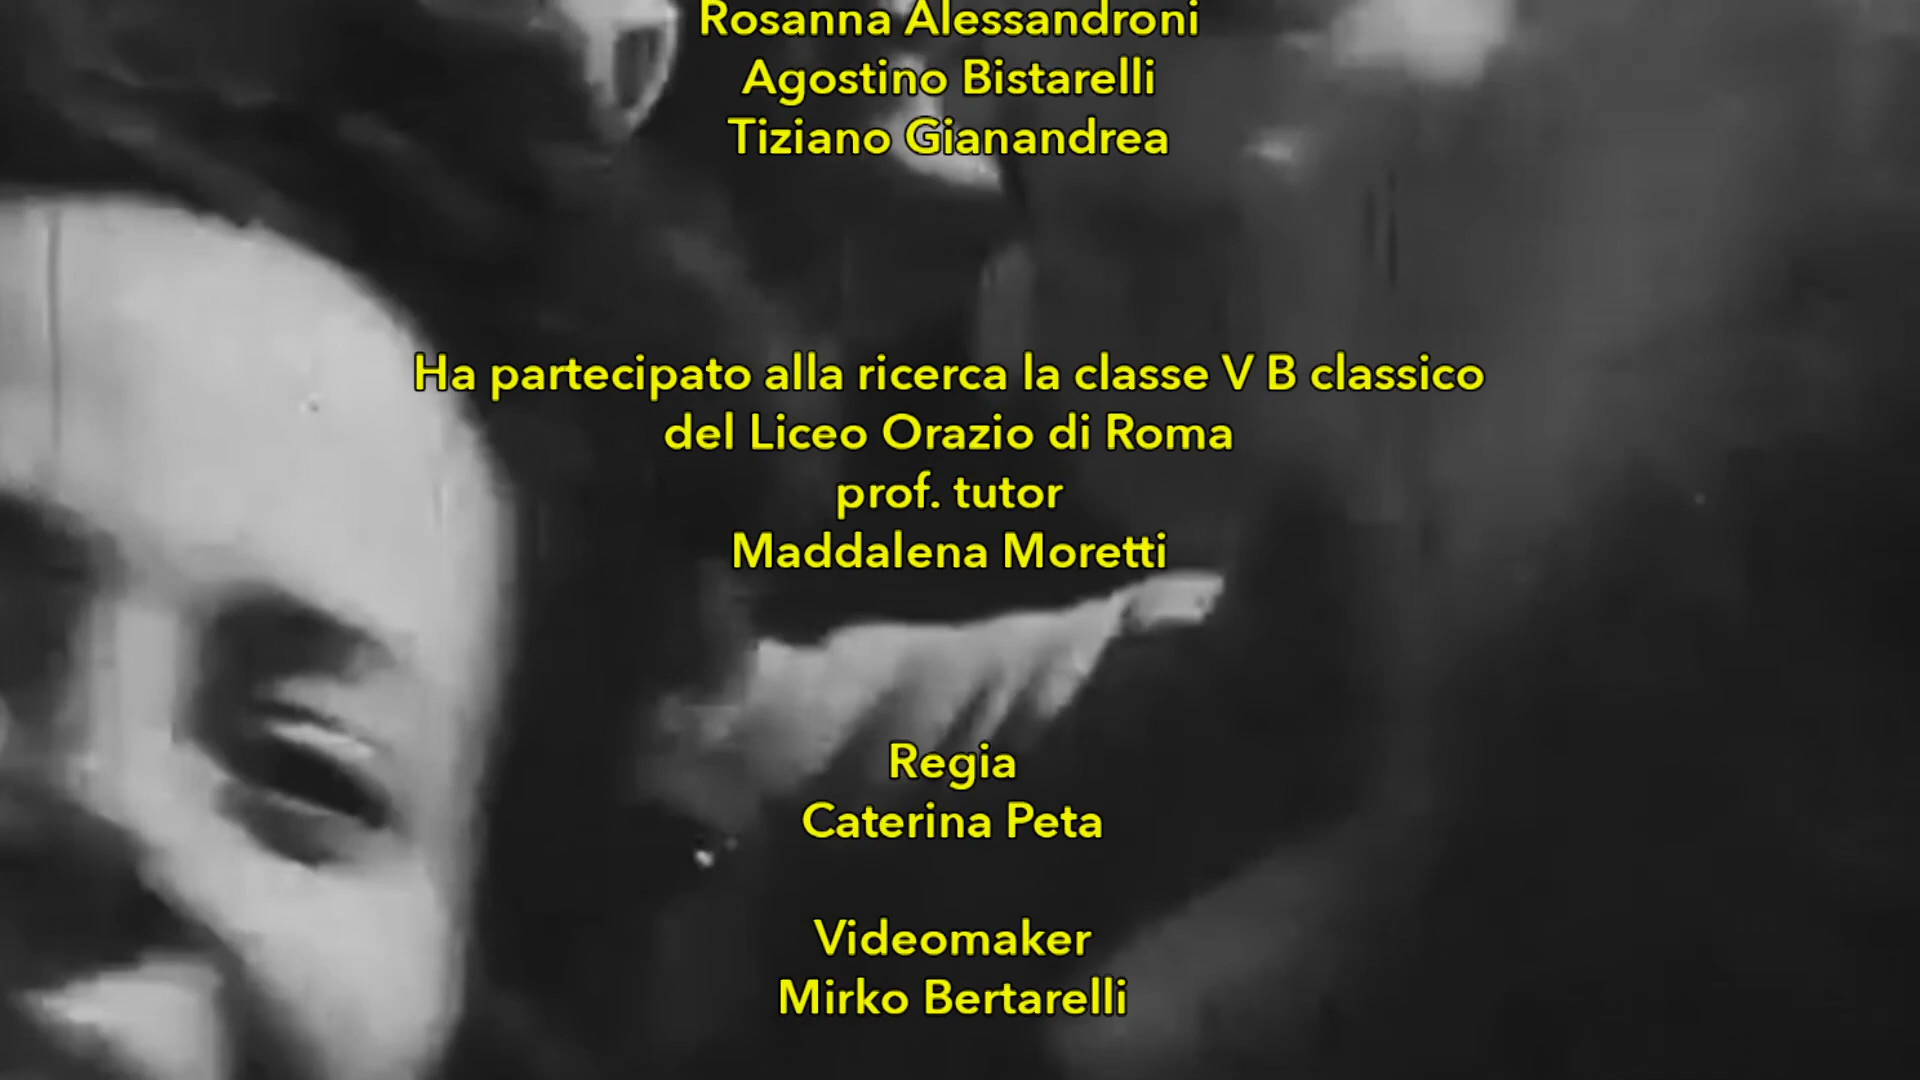 Rosanna Alessandroni
Agostino Bistarelli
Tiziano Gianandrea
Ha partecipato alla ricerca la classe V B classico
del Liceo Orazio di Roma
prof. tutor
Maddalena Moretti
Regia
Caterina Peta
Videomaker
Mirko Bertarelli